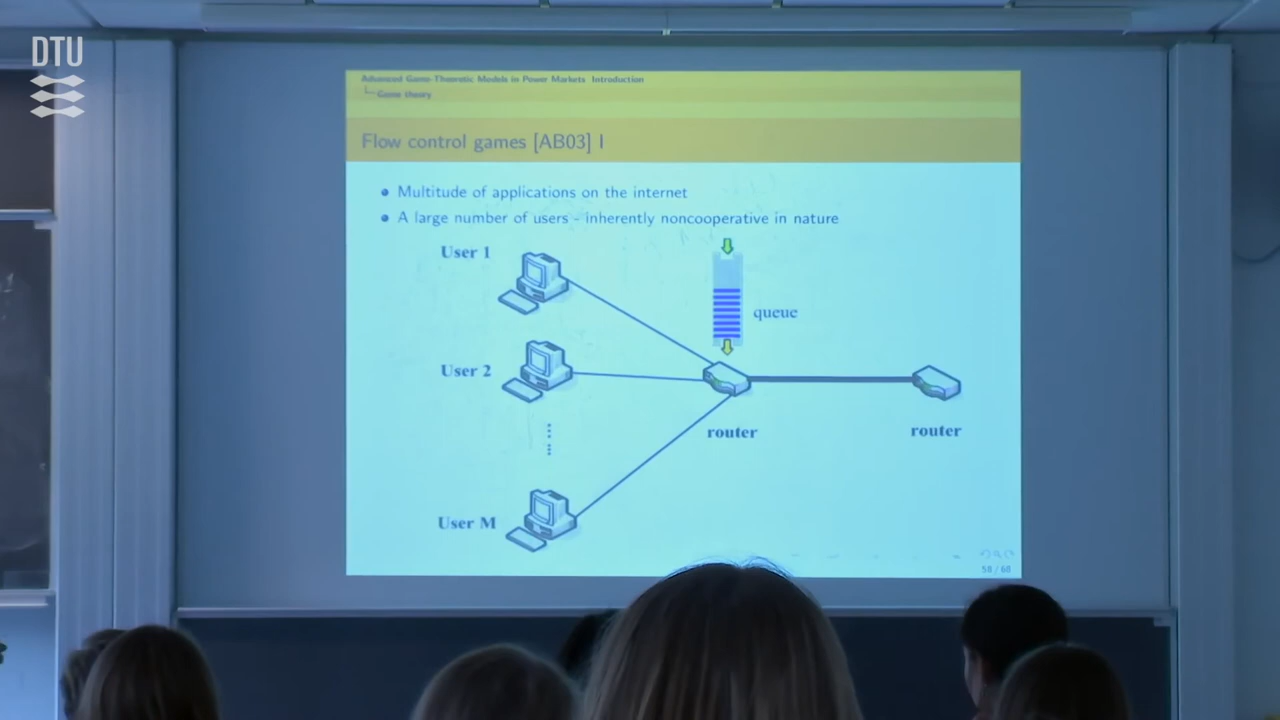 DTU
Advanced Game-Theoretic Models in Power Markets Introduction
Game theory
Flow control games [AB03] I
Multitude of applications on the internet
A large number of users - inherently noncooperative in nature
User 1
queue
User 2
router
router
User M
58 / 68